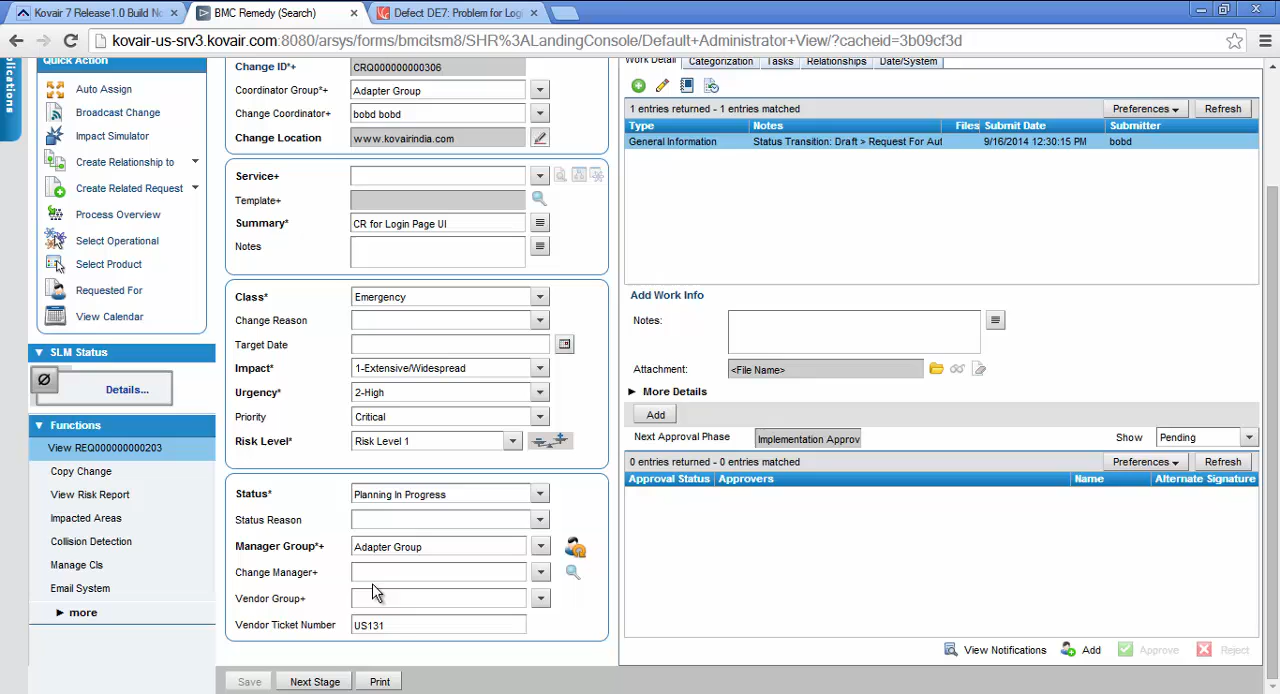 Kovair 7 Release1.0 Build No
BMC Remedy (Search)
Defect DE7: Problem for Logi
kovair-us-srv3.kovair.com:8080/arsys/forms/bmcitsm8/SHR%3ALandingConsole/Default+Administrator+View/?cacheid=3b09cf3d
plications
Quick Action
Auto Assign
Broadcast Change
Impact Simulator
Create Relationship to
Create Related Request
Process Overview
Select Operational
Select Product
Requested For
View Calendar
SLM Status
Details...
Functions
View REQ000000000203
Copy Change
View Risk Report
Impacted Areas
Collision Detection
Manage CIs
Email System
more
Change ID*+ CRQ000000000306
Coordinator Group*+ Adapter Group
Change Coordinator+ bobd bobd
Change Location www.kovairindia.com
Service+
Template+
Summary* CR for Login Page UI
Notes
Class* Emergency
Change Reason
Target Date
Impact* 1-Extensive/Widespread
Urgency* 2-High
Priority Critical
Risk Level* Risk Level 1
Status* Planning In Progress
Status Reason
Manager Group*+ Adapter Group
Change Manager+
Vendor Group+
Vendor Ticket Number US131
Save Next Stage Print
Work Detail Categorization Tasks Relationships Date/System
1 entries returned - 1 entries matched Preferences Refresh
Type Notes Files Submit Date Submitter
General Information Status Transition: Draft > Request For Aut 9/16/2014 12:30:15 PM bobd
Add Work Info
Notes:
Attachment: <File Name>
More Details
Add
Next Approval Phase Implementation Approv Show Pending
0 entries returned - 0 entries matched Preferences Refresh
Approval Status Approvers Name Alternate Signature
View Notifications Add Approve Reject